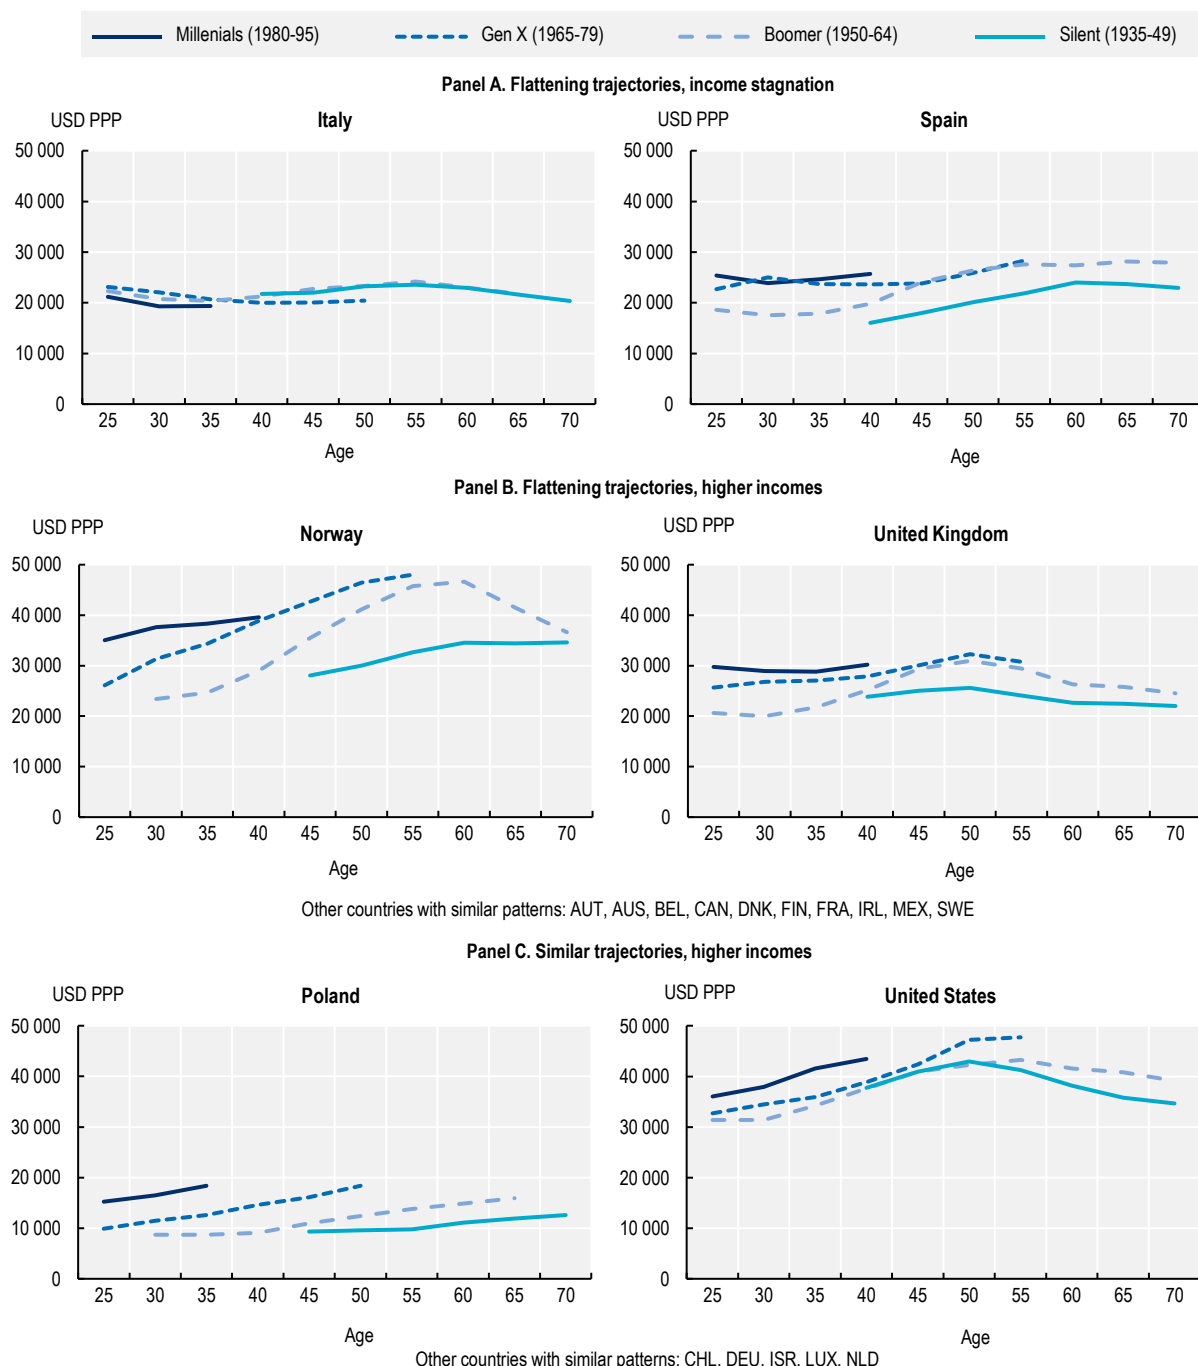 Millenials (1980-95) Gen X (1965-79) Boomer (1950-64) Silent (1935-49)
Panel A. Flattening trajectories, income stagnation
USD PPP Italy
50 000
40 000
30 000
20 000
10 000
0
25 30 35 40 45 50 55 60 65 70
Age
USD PPP Spain
50 000
40 000
30 000
20 000
10 000
0
25 30 35 40 45 50 55 60 65 70
Age
Panel B. Flattening trajectories, higher incomes
USD PPP Norway
50 000
40 000
30 000
20 000
10 000
0
25 30 35 40 45 50 55 60 65 70
Age
USD PPP United Kingdom
50 000
40 000
30 000
20 000
10 000
0
25 30 35 40 45 50 55 60 65 70
Age
Other countries with similar patterns: AUT, AUS, BEL, CAN, DNK, FIN, FRA, IRL, MEX, SWE
Panel C. Similar trajectories, higher incomes
USD PPP Poland
50 000
40 000
30 000
20 000
10 000
0
25 30 35 40 45 50 55 60 65 70
Age
USD PPP United States
50 000
40 000
30 000
20 000
10 000
0
25 30 35 40 45 50 55 60 65 70
Age
Other countries with similar patterns: CHL, DEU, ISR, LUX, NLD